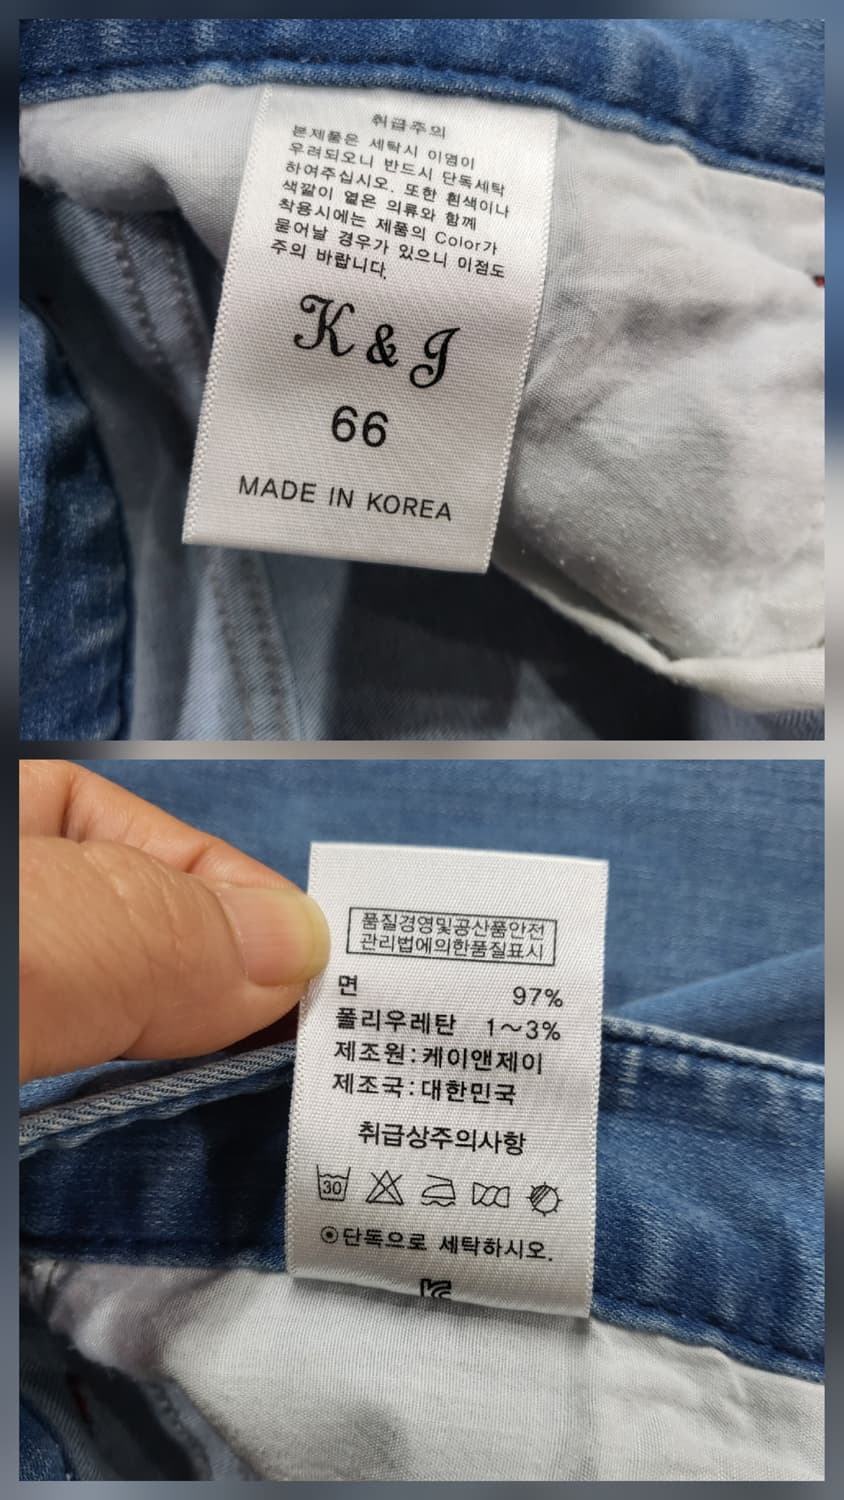 취급주의
본제품은 세탁시 이염이
우려되오니 반드시 단독세탁
하여주십시오. 또한 흰색이나
색깔이 옅은 의류와 함께
착용시에는 제품의 Color가
묻어날 경우가 있으니 이점도
주의 바랍니다.
K & J
66
MADE IN KOREA
품질경영및공산품안전
관리법에의한품질표시
면 97%
폴리우레탄 1~3%
제조원:케이앤제이
제조국:대한민국
취급상주의사항
30
⦿단독으로 세탁하시오.